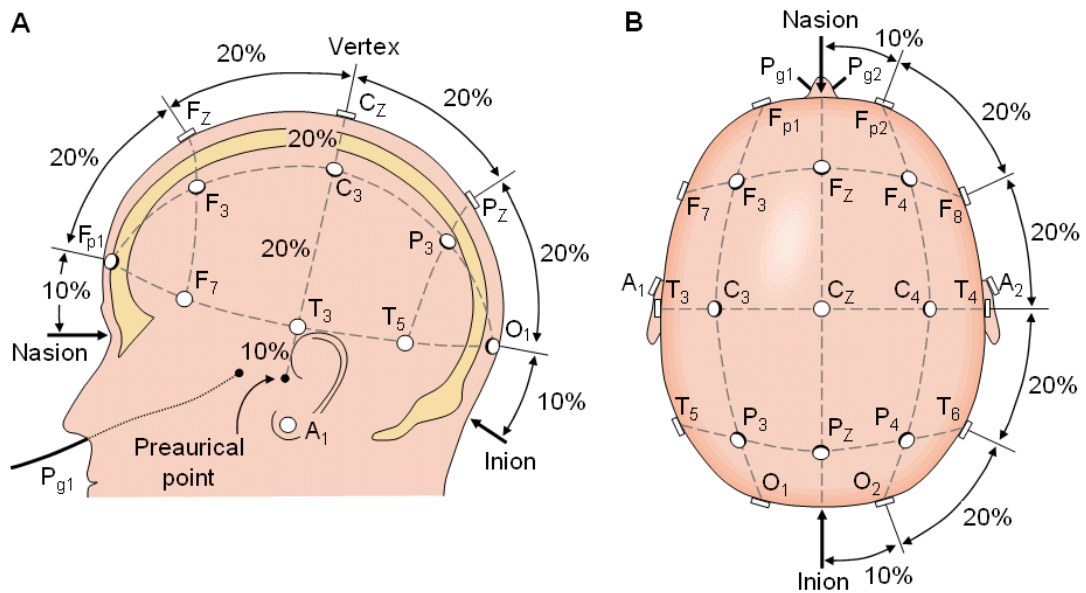 A
20%
Vertex
20%
F_Z
C_Z
20%
20%
20%
F_3
C_3
P_Z
F_p1
20%
P_3
20%
10%
F_7
T_3
T_5
O_1
Nasion
10%
10%
A_1
Preaurical
point
Inion
P_g1
B
Nasion
10%
P_g1
P_g2
F_p1
F_p2
20%
F_7
F_3
F_Z
F_4
F_8
20%
A_1
T_3
C_3
C_Z
C_4
T_4
A_2
20%
T_5
P_3
P_Z
P_4
T_6
O_1
O_2
20%
Inion
10%